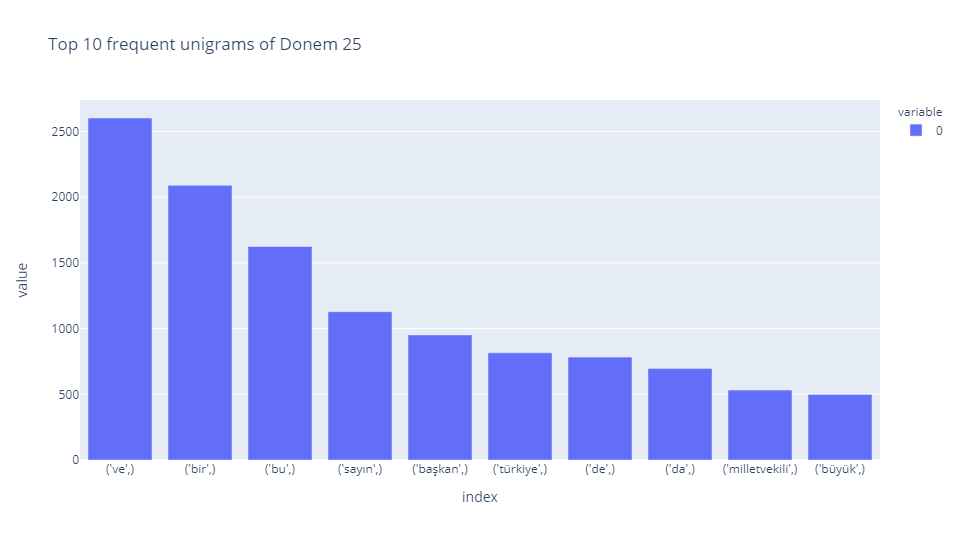 Top 10 frequent unigrams of Donem 25
variable
0
value
2500
2000
1500
1000
500
0
('ve',) ('bir',) ('bu',) ('sayın',) ('başkan',) ('türkiye',) ('de',) ('da',) ('milletvekili',) ('büyük',)
index